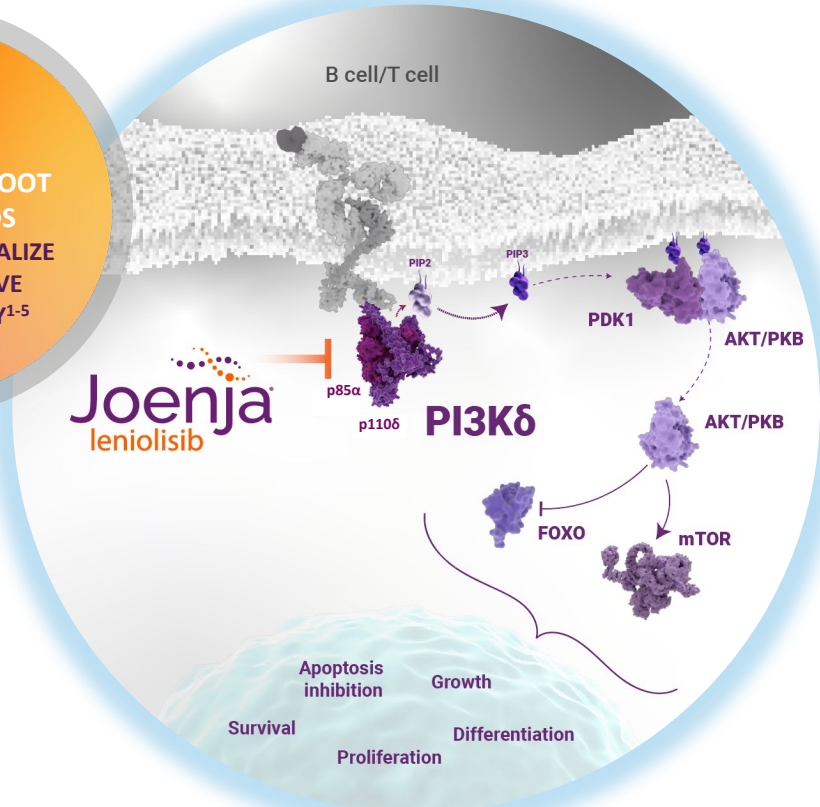 B cell/T cell
OOT
OS
ALIZE
VE
Y1-5
PIP2
PIP3
PDK1
AKT/PKB
Joenja®
leniolisib
p85α
p110δ
PI3Kδ
AKT/PKB
FOXO
mTOR
Apoptosis
inhibition
Growth
Survival
Differentiation
Proliferation